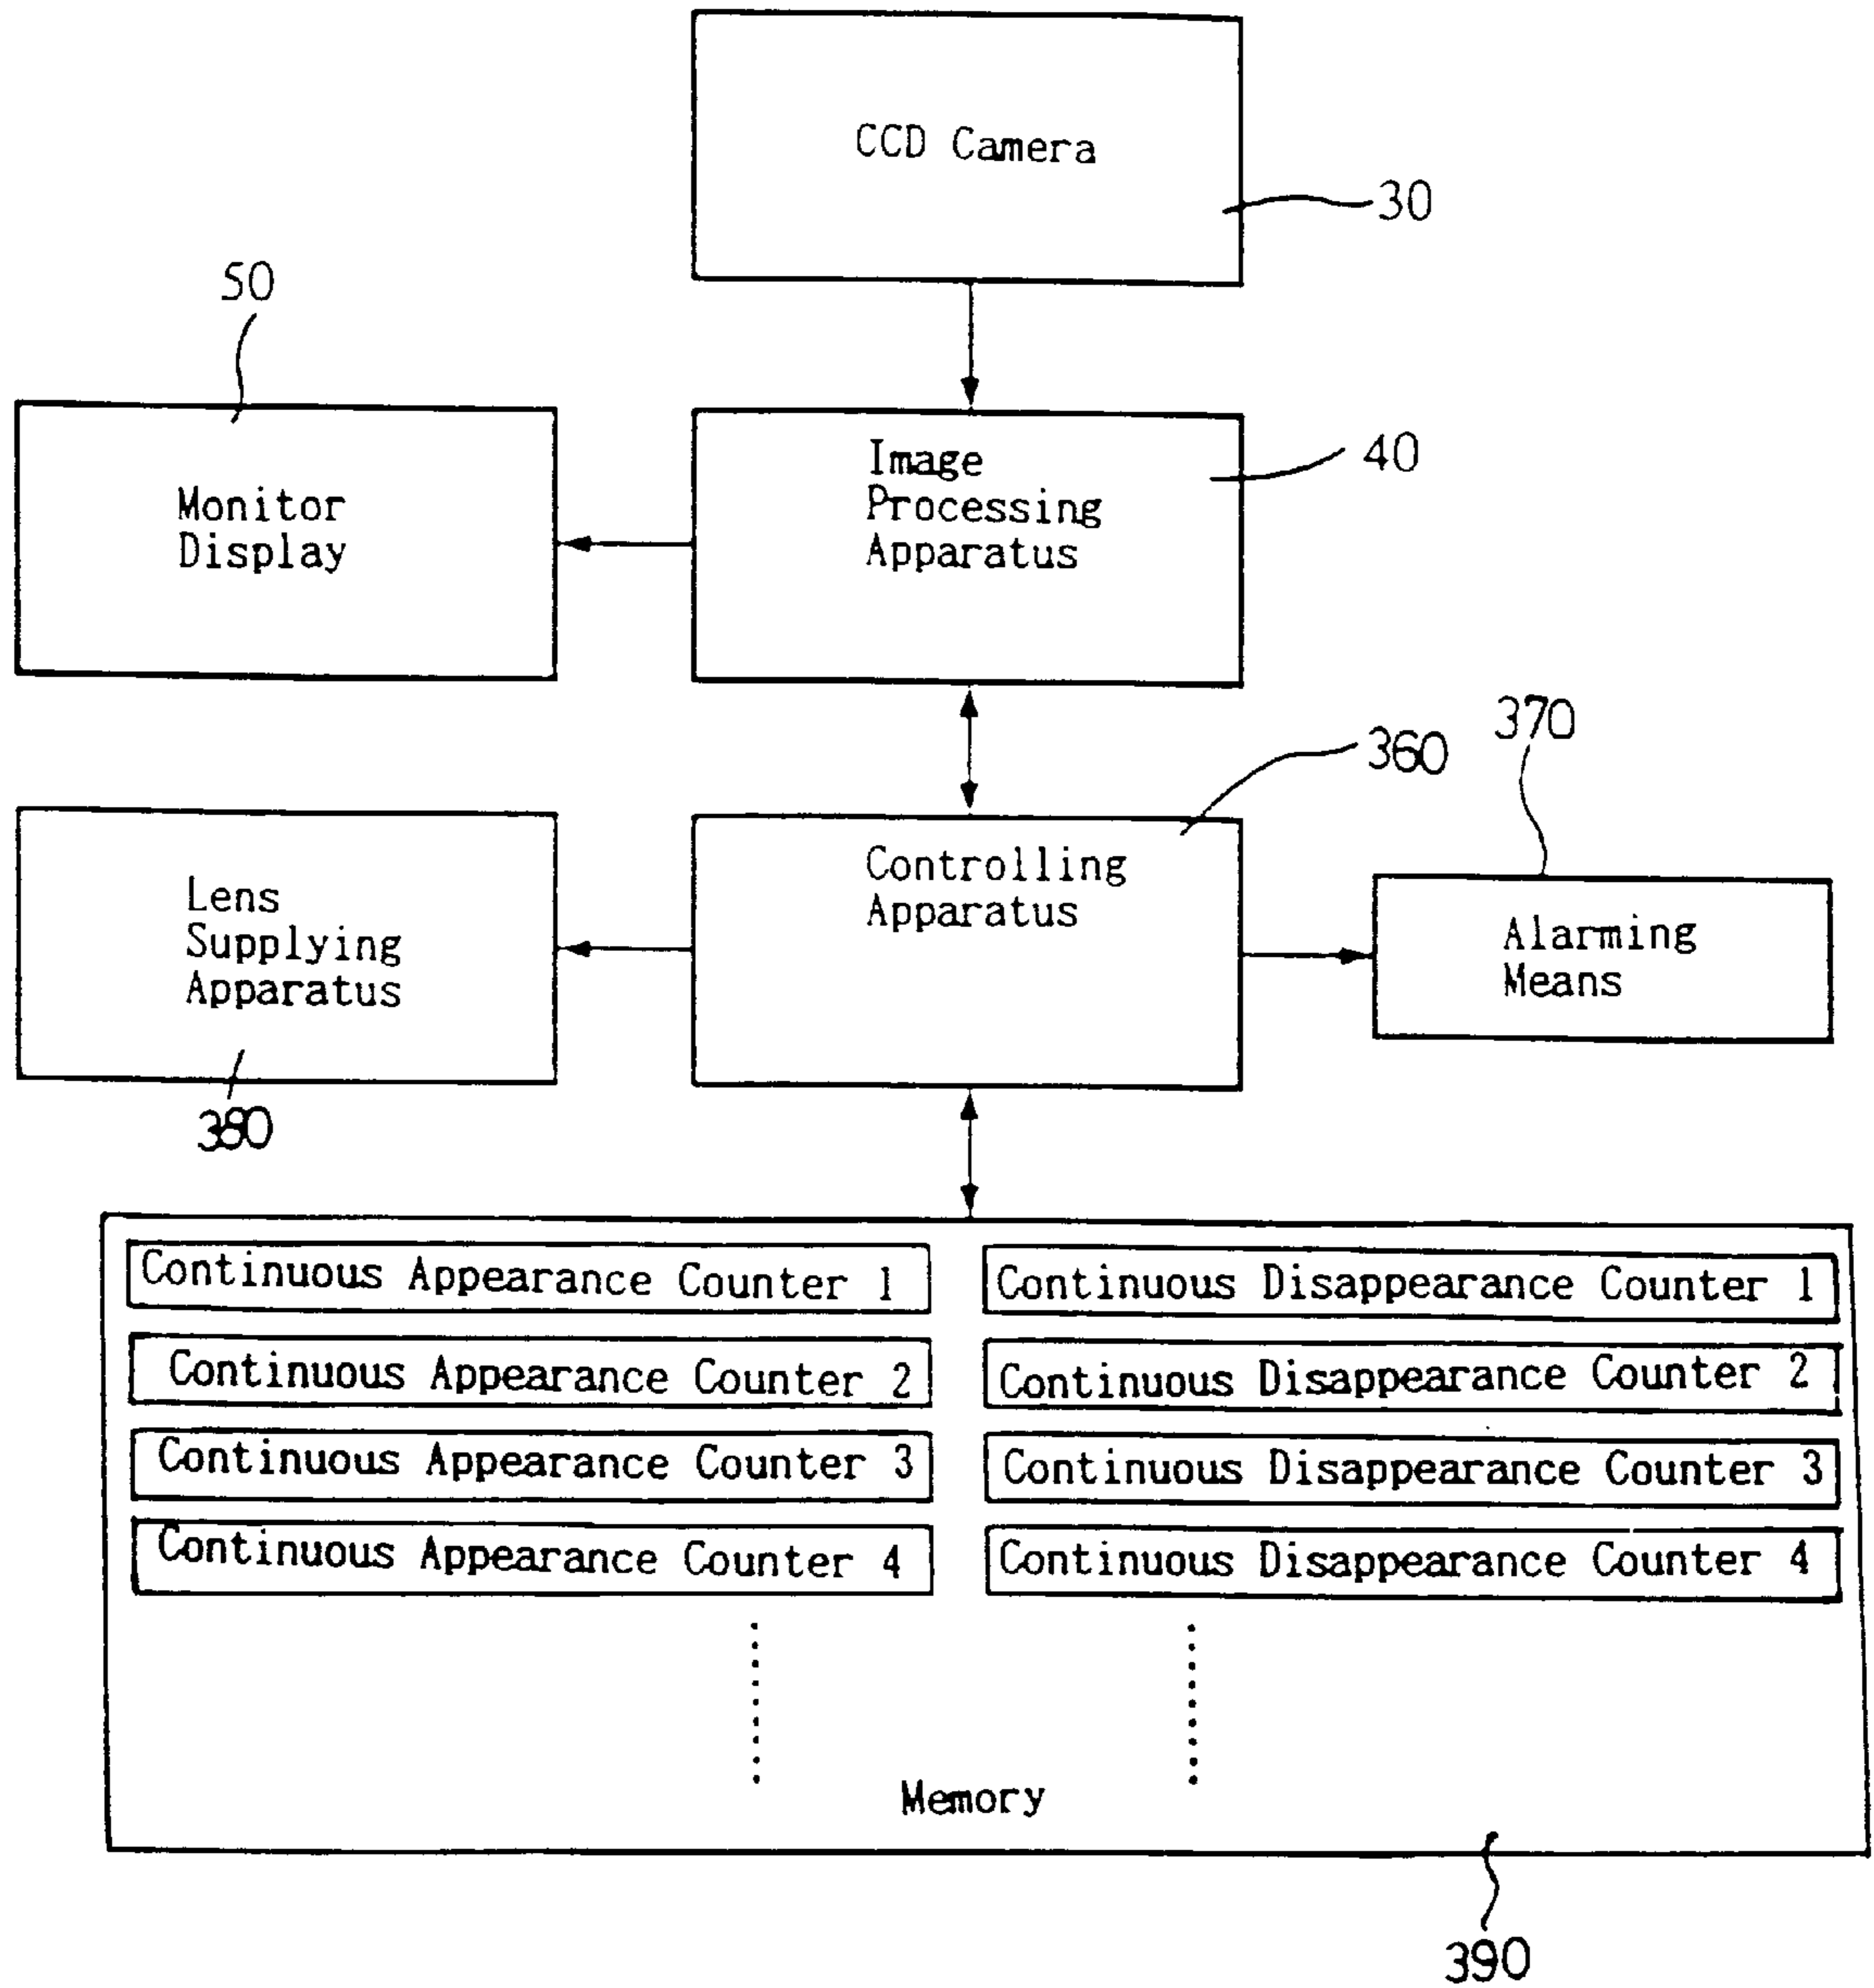 CCD Camera
30
50
Monitor
Display
Image
Processing
Apparatus
40
360
370
Lens
Supplying
Apparatus
380
Controlling
Apparatus
Alarming
Means
Continuous Appearance Counter 1
Continuous Disappearance Counter 1
Continuous Appearance Counter 2
Continuous Disappearance Counter 2
Continuous Appearance Counter 3
Continuous Disappearance Counter 3
Continuous Appearance Counter 4
Continuous Disappearance Counter 4
Memory
390